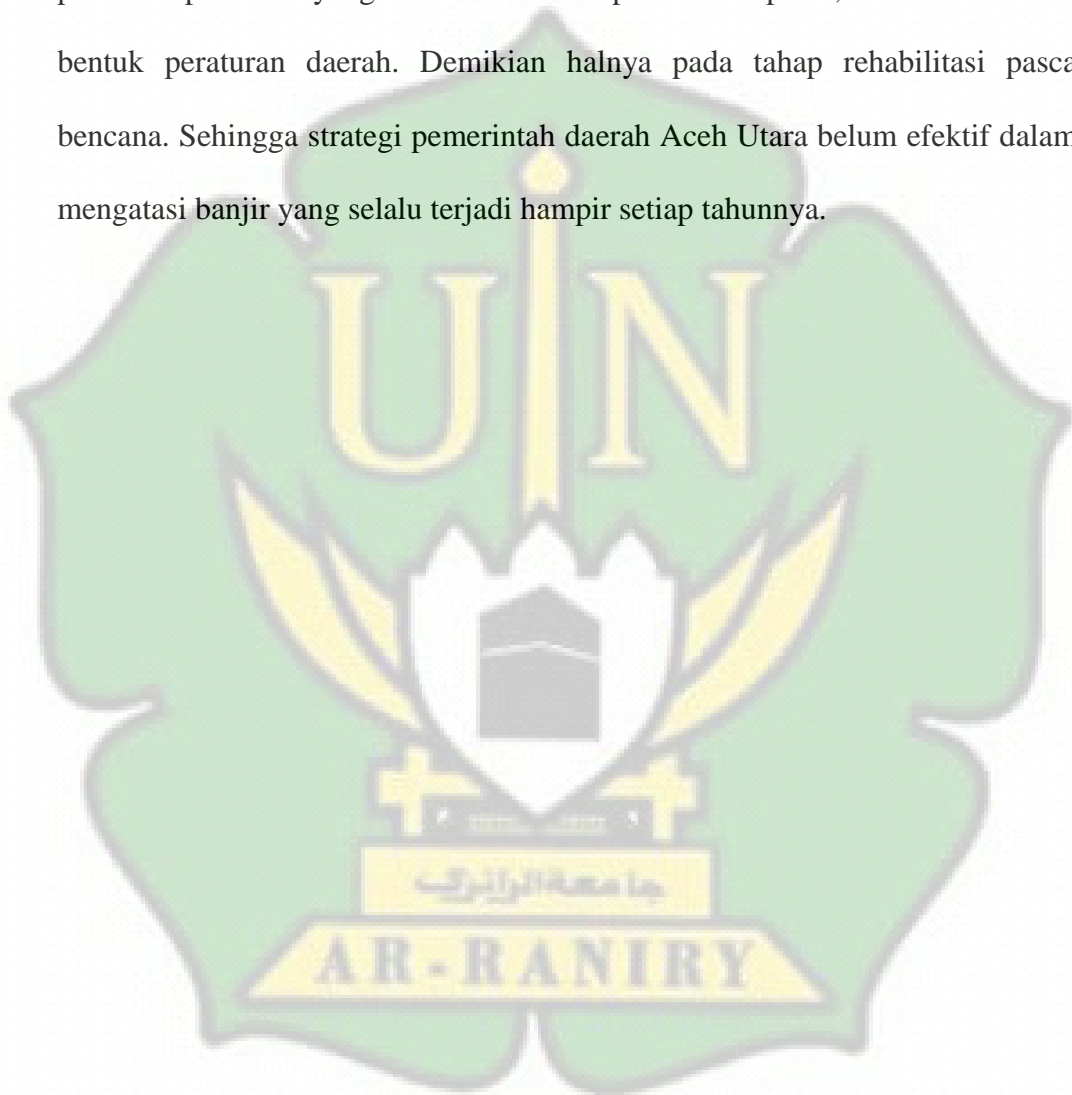 bentuk peraturan daerah. Demikian halnya pada tahap rehabilitasi pasca
bencana. Sehingga strategi pemerintah daerah Aceh Utara belum efektif dalam
mengatasi banjir yang selalu terjadi hampir setiap tahunnya.
UIN
جامعة الرانري
AR-RANIRY